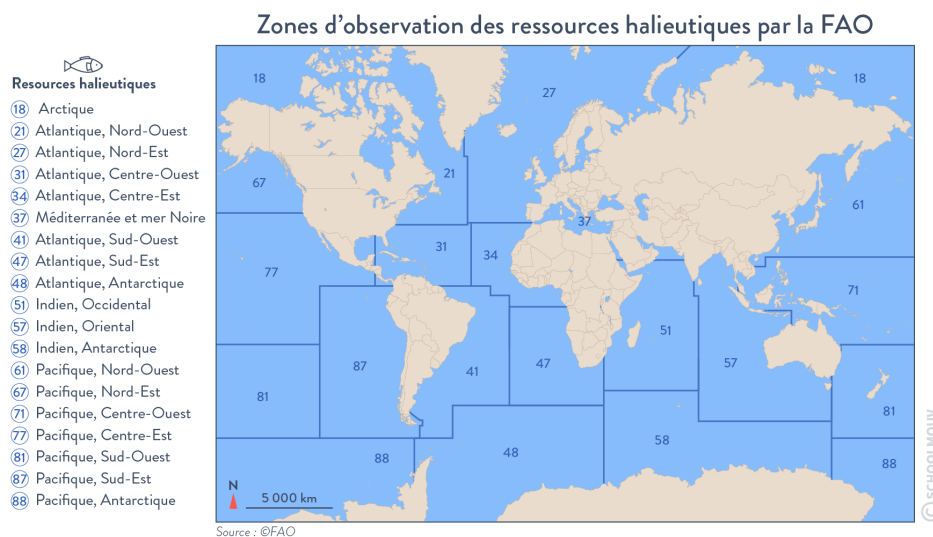 Zones d’observation des ressources halieutiques par la FAO
Resources halieutiques
18 Arctique
21 Atlantique, Nord-Ouest
27 Atlantique, Nord-Est
31 Atlantique, Centre-Ouest
34 Atlantique, Centre-Est
37 Méditerranée et mer Noire
41 Atlantique, Sud-Ouest
47 Atlantique, Sud-Est
48 Atlantique, Antarctique
51 Indien, Occidental
57 Indien, Oriental
58 Indien, Antarctique
61 Pacifique, Nord-Ouest
67 Pacifique, Nord-Est
71 Pacifique, Centre-Ouest
77 Pacifique, Centre-Est
81 Pacifique, Sud-Ouest
87 Pacifique, Sud-Est
88 Pacifique, Antarctique
18
27
18
67
21
61
37
77
31
34
71
51
87
41
47
57
81
81
88
48
58
88
N
5 000 km
Source : ©FAO
© SCHOOLMOUV